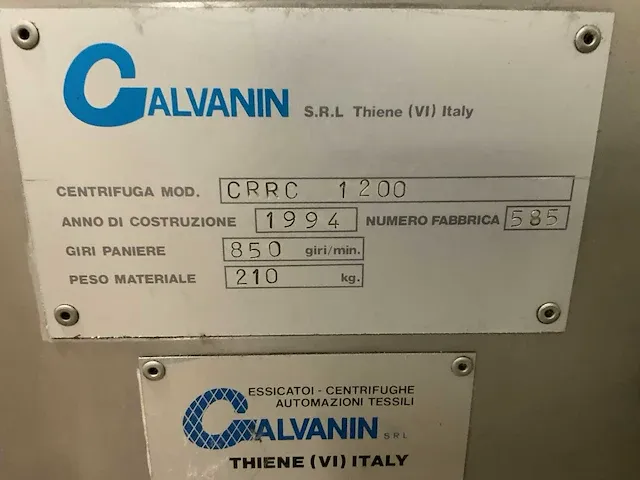 GALVANIN S.R.L Thiene (VI) Italy
CENTRIFUGA MOD. CRRC 1200
ANNO DI COSTRUZIONE 1994 NUMERO FABBRICA 585
GIRI PANIERE 850 giri/min.
PESO MATERIALE 210 kg.
ESSICATOI - CENTRIFUGHE
AUTOMAZIONI TESSILI
GALVANIN SRL
THIENE (VI) ITALY